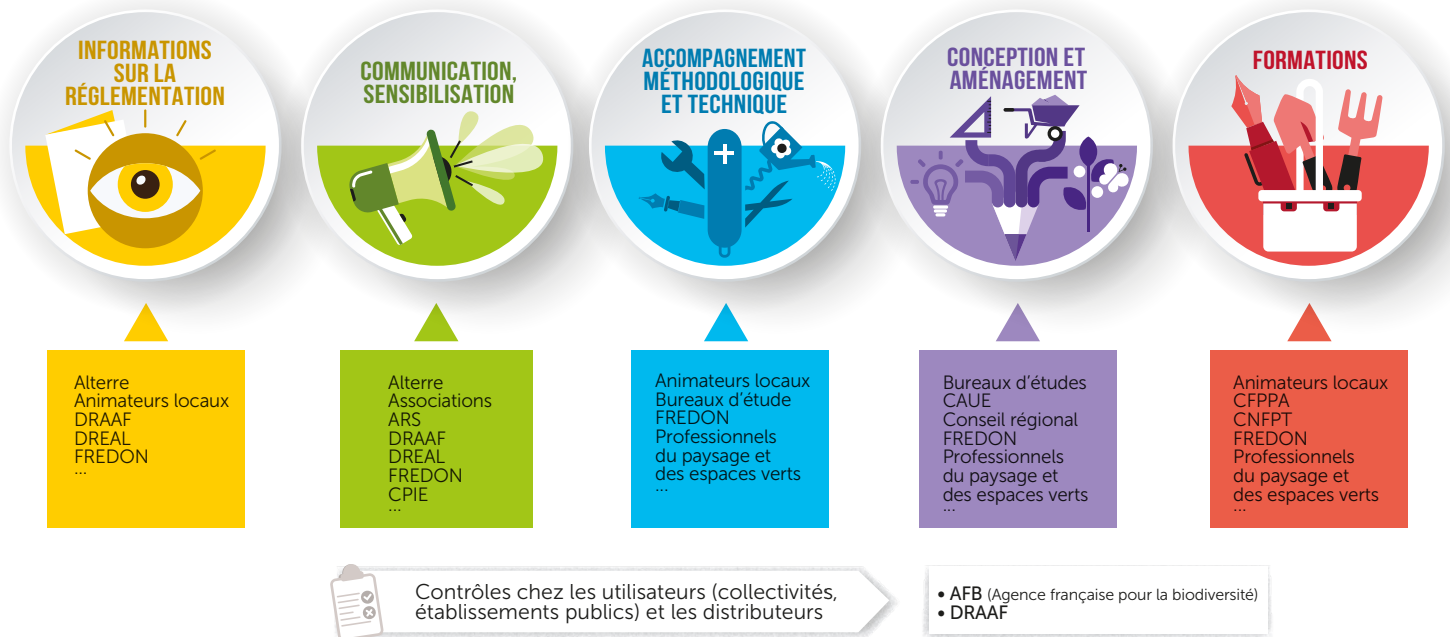 INFORMATIONS
SUR LA
RÉGLEMENTATION
COMMUNICATION,
SENSIBILISATION
ACCOMPAGNEMENT
MÉTHODOLOGIQUE
ET TECHNIQUE
CONCEPTION ET
AMÉNAGEMENT
FORMATIONS
Alterre
Animateurs locaux
DRAAF
DREAL
FREDON
...
Alterre
Associations
ARS
DRAAF
DREAL
FREDON
CPIE
...
Animateurs locaux
Bureaux d'étude
FREDON
Professionnels
du paysage et
des espaces verts
...
Bureaux d'études
CAUE
Conseil régional
FREDON
Professionnels
du paysage et
des espaces verts
...
Animateurs locaux
CFPPA
CNFPT
FREDON
Professionnels
du paysage et
des espaces verts
...
Contrôles chez les utilisateurs (collectivités,
établissements publics) et les distributeurs
• AFB (Agence française pour la biodiversité)
• DRAAF